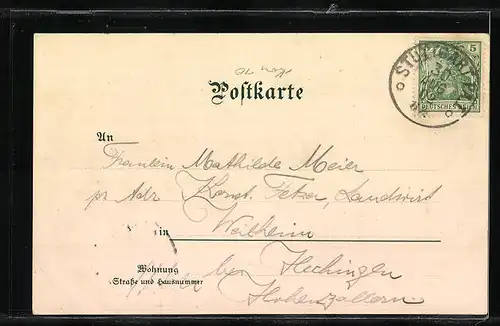 5
STUTTGART
DEUTSCHES REICH
Postkarte
An
Fräulein Mathilde Meier
pr Adr Konst. Fetzer, Landwirt
Weilheim
in
Wohnung
Straße und Hausnummer
bei Hechingen
Hohenzollern